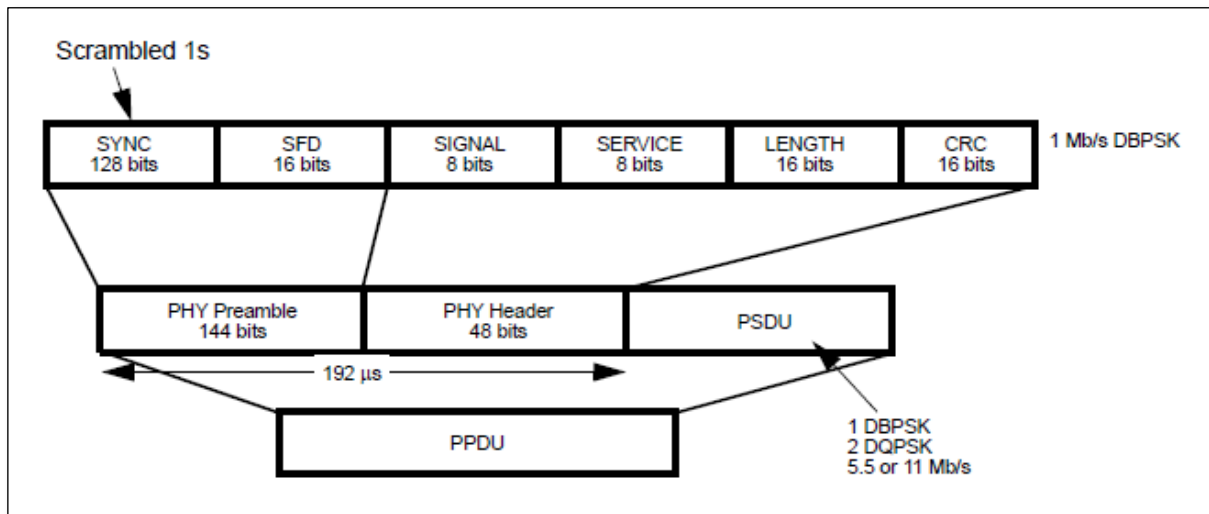 Scrambled 1s
SYNC
128 bits
SFD
16 bits
SIGNAL
8 bits
SERVICE
8 bits
LENGTH
16 bits
CRC
16 bits
1 Mb/s DBPSK
PHY Preamble
144 bits
PHY Header
48 bits
PSDU
192 μs
1 DBPSK
2 DQPSK
5.5 or 11 Mb/s
PPDU